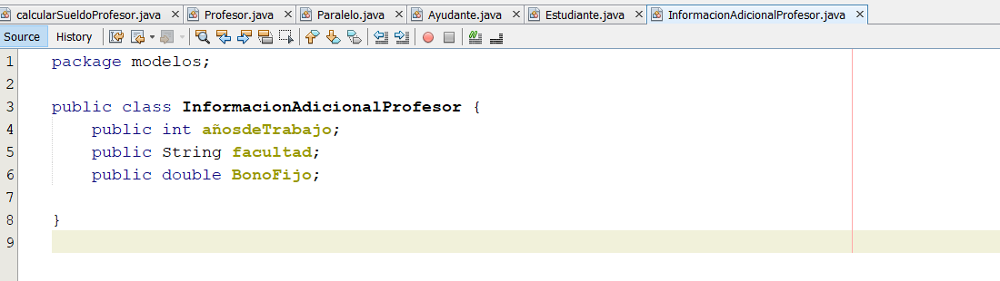 calcularSueldoProfesor.java Profesor.java Paralelo.java Ayudante.java Estudiante.java InformacionAdicionalProfesor.java
Source History
1 package modelos;
2
3 public class InformacionAdicionalProfesor {
4 public int añosdeTrabajo;
5 public String facultad;
6 public double BonoFijo;
7
8 }
9